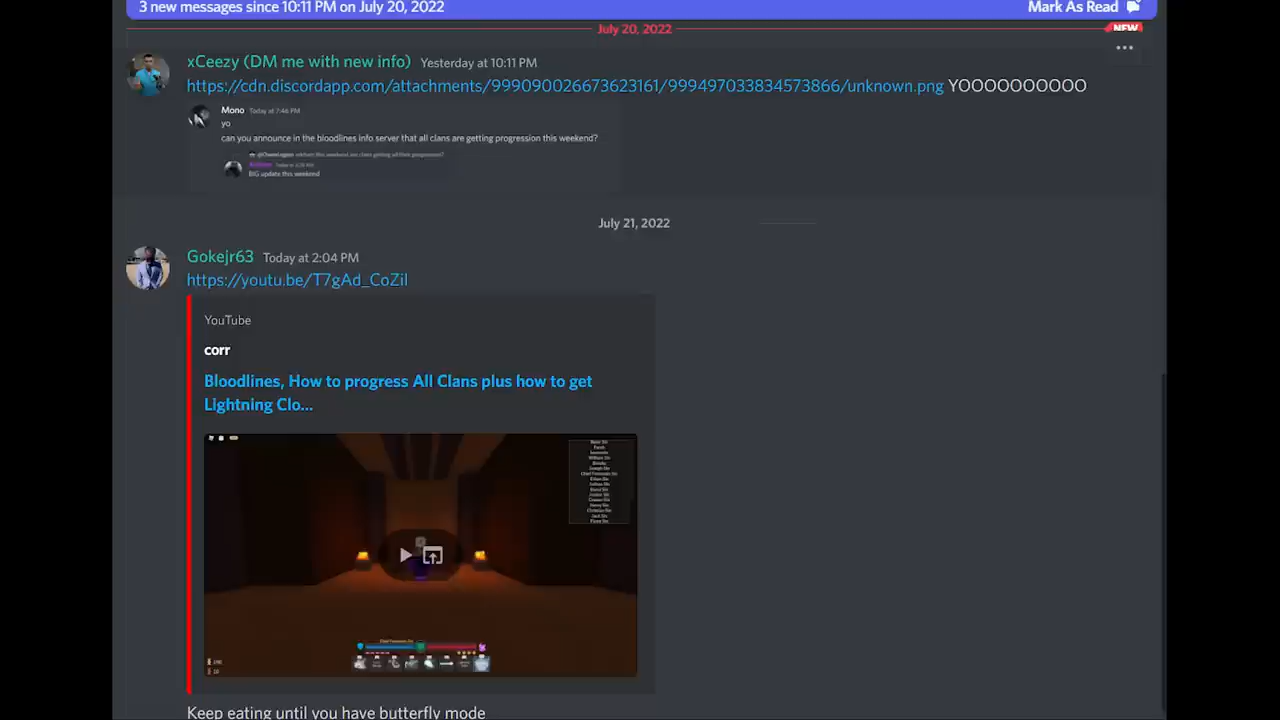 3 new messages since 10:11 PM on July 20, 2022 Mark As Read
July 20, 2022 NEW
xCeezy (DM me with new info) Yesterday at 10:11 PM
https://cdn.discordapp.com/attachments/999090026673623161/999497033834573866/unknown.png YOOOOOOOOOO
Mono Today at 7:46 PM
yo
can you announce in the bloodlines info server that all clans are getting progression this weekend?
BIG update this weekend
July 21, 2022
Gokejr63 Today at 2:04 PM
https://youtu.be/T7gAd_CoZiI
YouTube
corr
Bloodlines, How to progress All Clans plus how to get
Lightning Clo...
Keep eating until you have butterfly mode